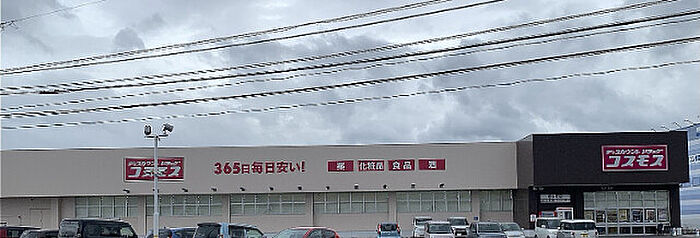 ディスカウント ドラッグ
コスモス
365日毎日安い!
薬 化粧品 食品 酒
ディスカウント ドラッグ
コスモス